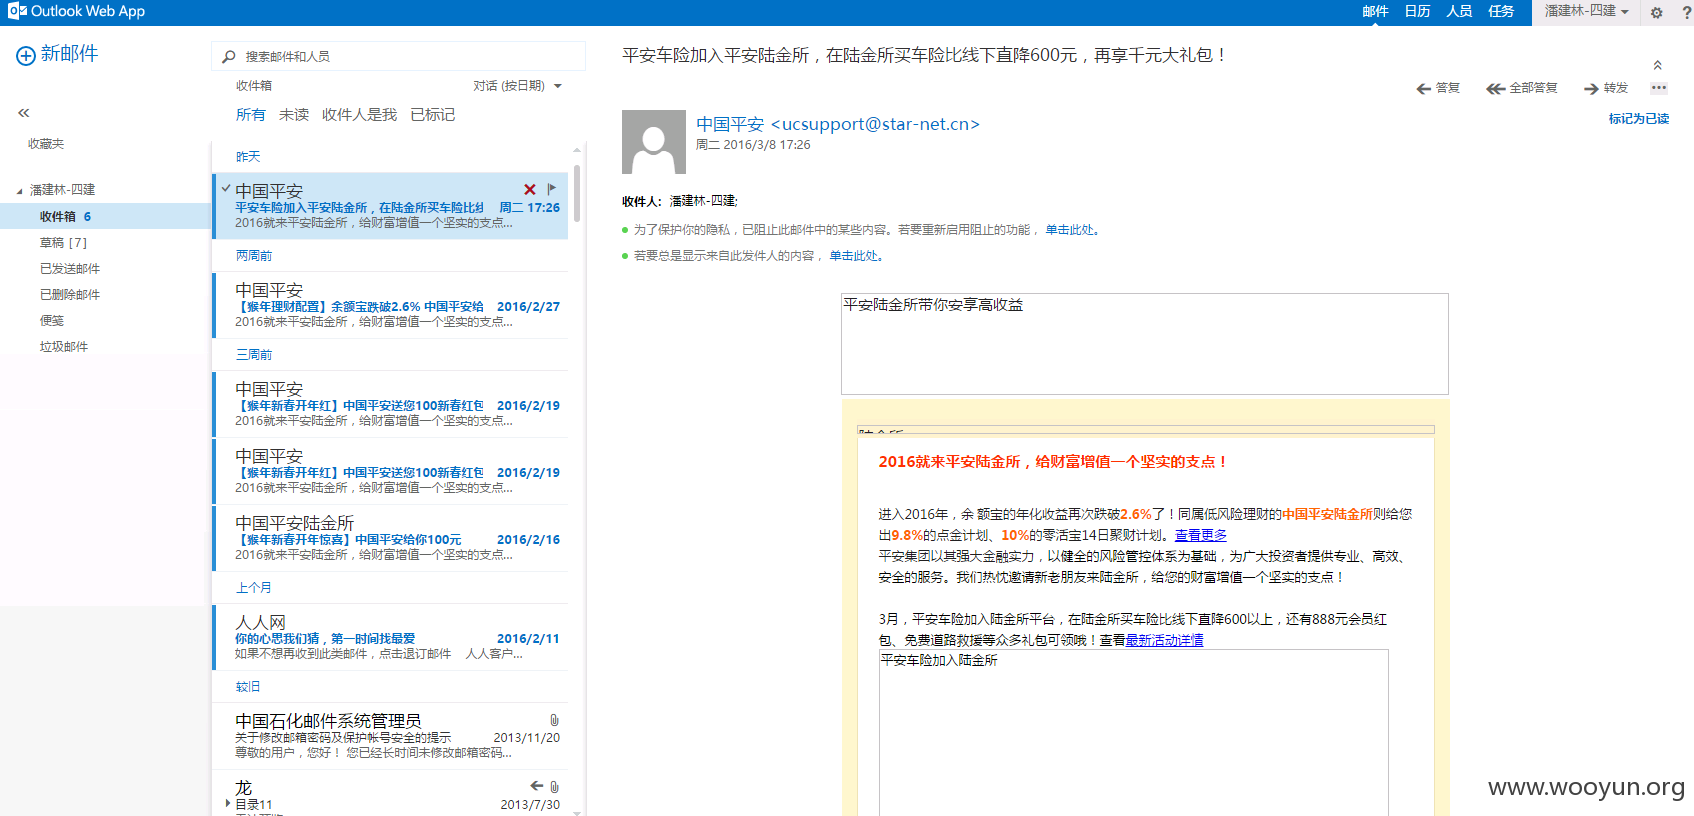 Outlook Web App
邮件 日历 人员 任务 潘建林-四建 ?
新邮件
«
收藏夹
潘建林-四建
收件箱 6
草稿 [7]
已发送邮件
已删除邮件
便笺
垃圾邮件
搜索邮件和人员
收件箱 对话 (按日期)
所有 未读 收件人是我 已标记
昨天
中国平安
平安车险加入平安陆金所，在陆金所买车险比线 周二 17:26
2016就来平安陆金所，给财富增值一个坚实的支点...
两周前
中国平安
【猴年理财配置】余额宝跌破2.6% 中国平安给 2016/2/27
2016就来平安陆金所，给财富增值一个坚实的支点...
三周前
中国平安
【猴年新春开年红】中国平安送您100新春红包 2016/2/19
2016就来平安陆金所，给财富增值一个坚实的支点...
中国平安
【猴年新春开年红】中国平安送您100新春红包 2016/2/19
2016就来平安陆金所，给财富增值一个坚实的支点...
中国平安陆金所
【猴年新春开年惊喜】中国平安给你100元 2016/2/16
2016就来平安陆金所，给财富增值一个坚实的支点...
上个月
人人网
你的心思我们猜，第一时间找最爱 2016/2/11
如果不想再收到此类邮件，点击退订邮件 人人客户...
较旧
中国石化邮件系统管理员
关于修改邮箱密码及保护帐号安全的提示 2013/11/20
尊敬的用户，您好！ 您已经长时间未修改邮箱密码...
龙
目录11 2013/7/30
平安车险加入平安陆金所，在陆金所买车险比线下直降600元，再享千元大礼包！
答复 全部答复 转发 •••
中国平安 <ucsupport@star-net.cn>
标记为已读
周二 2016/3/8 17:26
收件人: 潘建林-四建;
为了保护你的隐私，已阻止此邮件中的某些内容。若要重新启用阻止的功能，单击此处。
若要总是显示来自此发件人的内容，单击此处。
平安陆金所带你安享高收益
陆金所
2016就来平安陆金所，给财富增值一个坚实的支点！
进入2016年，余 额宝的年化收益再次跌破2.6%了！同属低风险理财的中国平安陆金所则给您
出9.8%的点金计划、10%的零活宝14日聚财计划。查看更多
平安集团以其强大金融实力，以健全的风险管控体系为基础，为广大投资者提供专业、高效、
安全的服务。我们热忱邀请新老朋友来陆金所，给您的财富增值一个坚实的支点！
3月，平安车险加入陆金所平台，在陆金所买车险比线下直降600以上，还有888元会员红
包、免费道路救援等众多礼包可领哦！查看最新活动详情
平安车险加入陆金所
www.wooyun.org